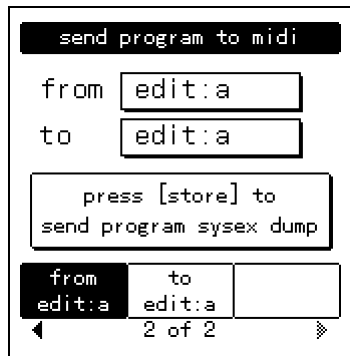 send program to midi
from edit:a
to edit:a
press [store] to
send program sysex dump
from to
edit:a edit:a
2 of 2